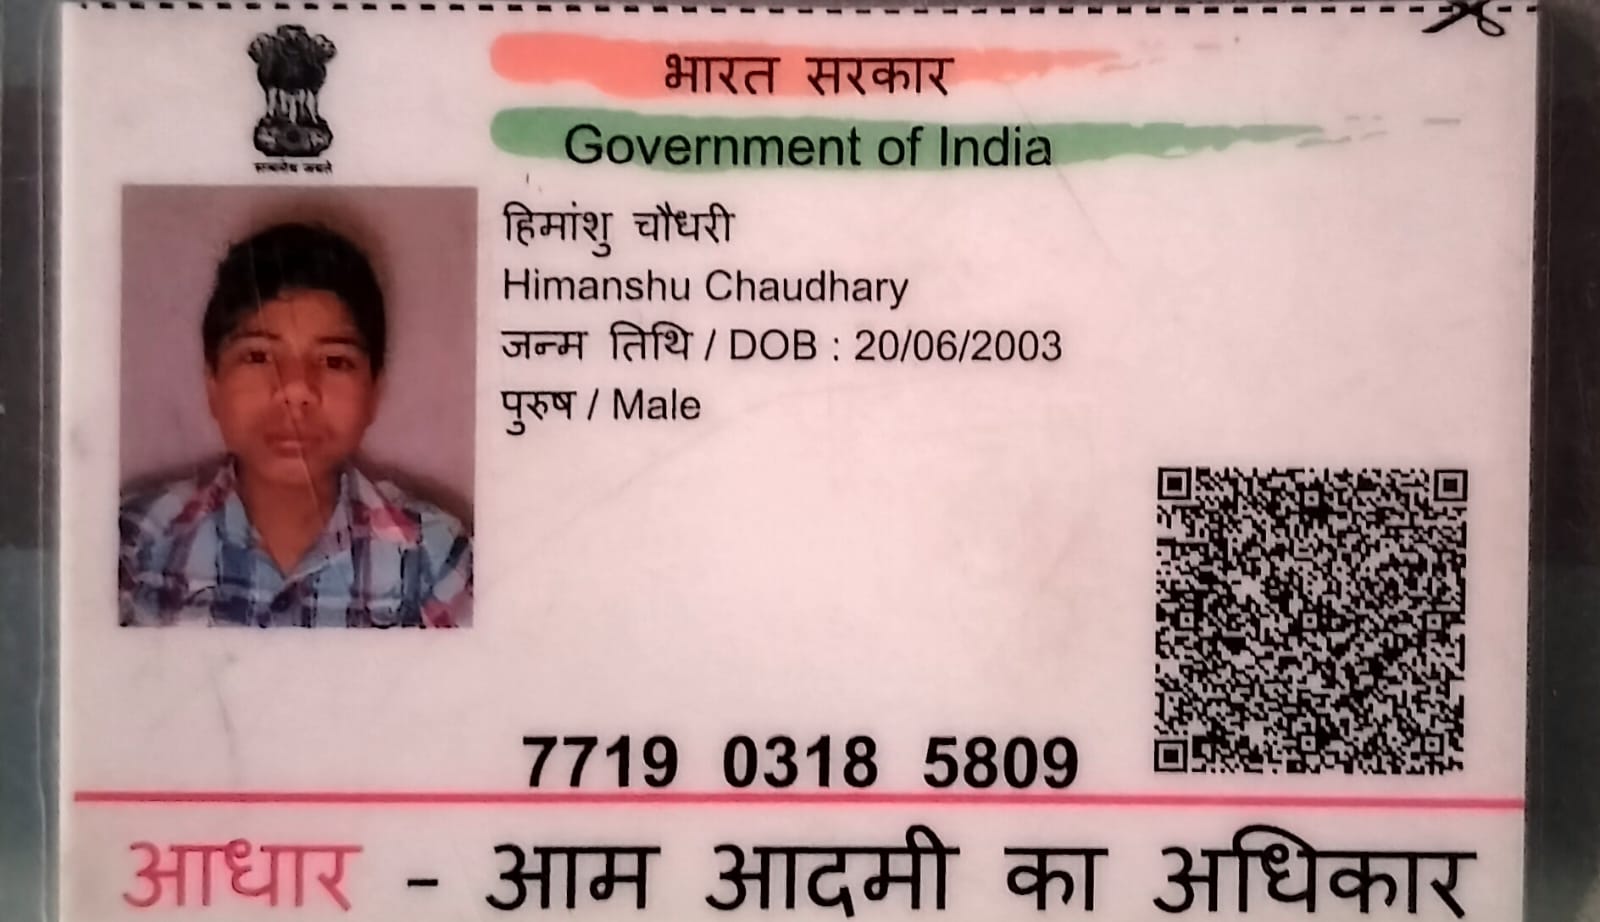 भारत सरकार
Government of India
सत्यमेव जयते
हिमांशु चौधरी
Himanshu Chaudhary
जन्म तिथि / DOB : 20/06/2003
पुरुष / Male
7719 0318 5809
आधार - आम आदमी का अधिकार